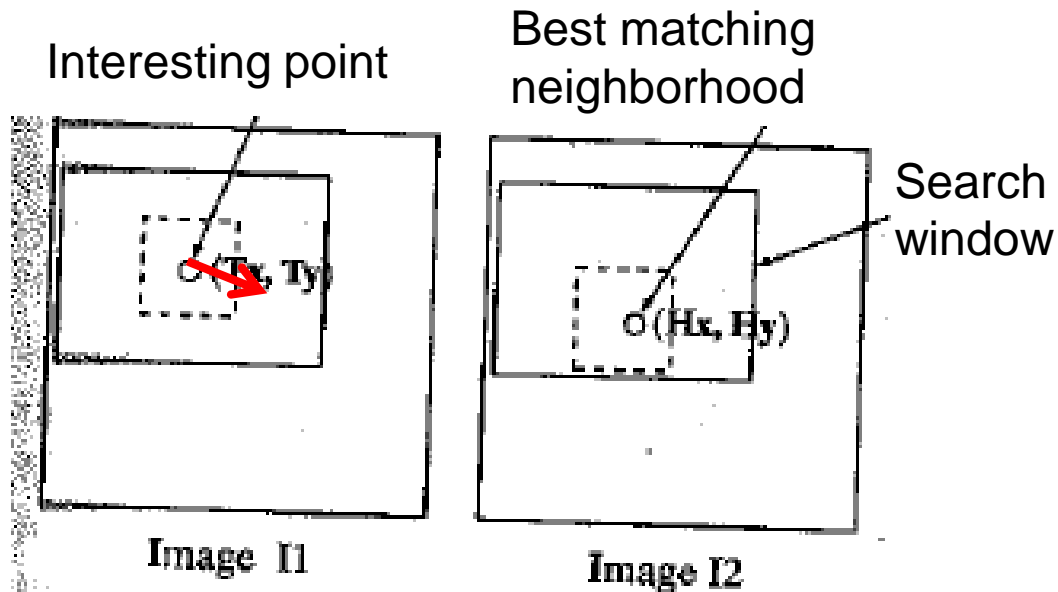 Interesting point
Best matching
neighborhood
Search
window
(Tx, Ty)
(Hx, Hy)
Image I1
Image I2